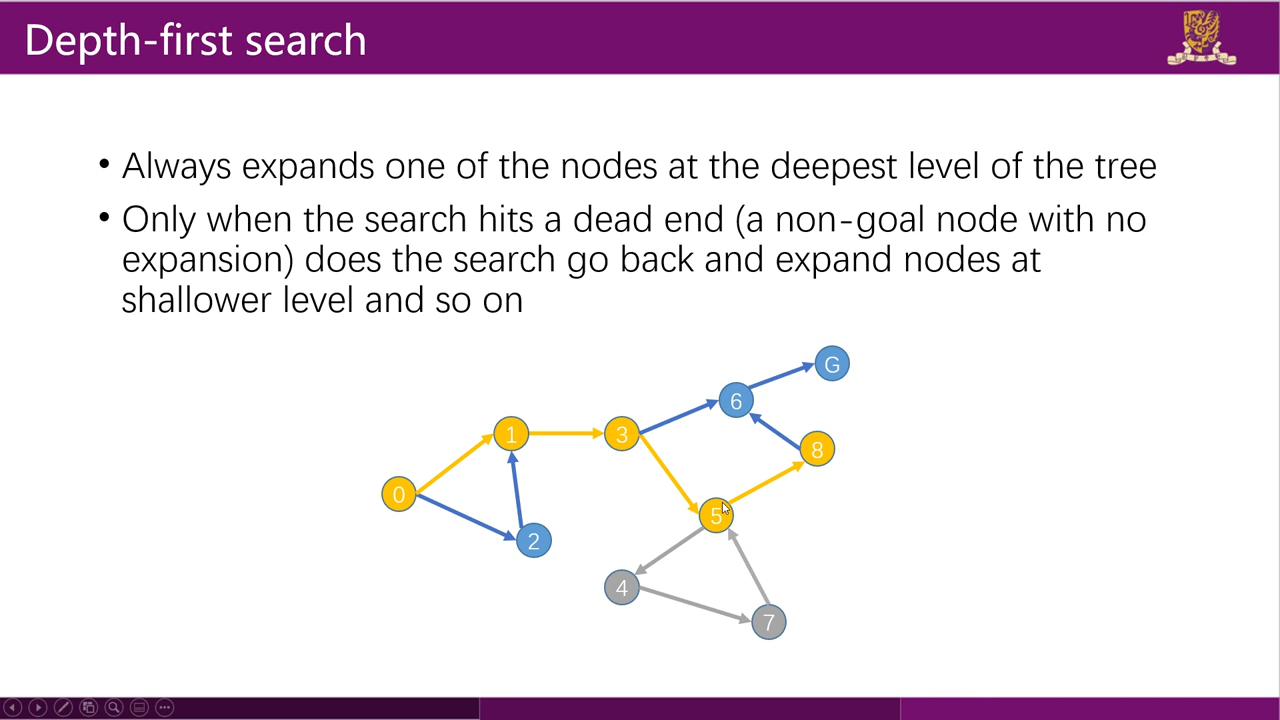 Depth-first search
• Always expands one of the nodes at the deepest level of the tree
• Only when the search hits a dead end (a non-goal node with no
expansion) does the search go back and expand nodes at
shallower level and so on
G
6
1
3
8
0
5
2
4
7